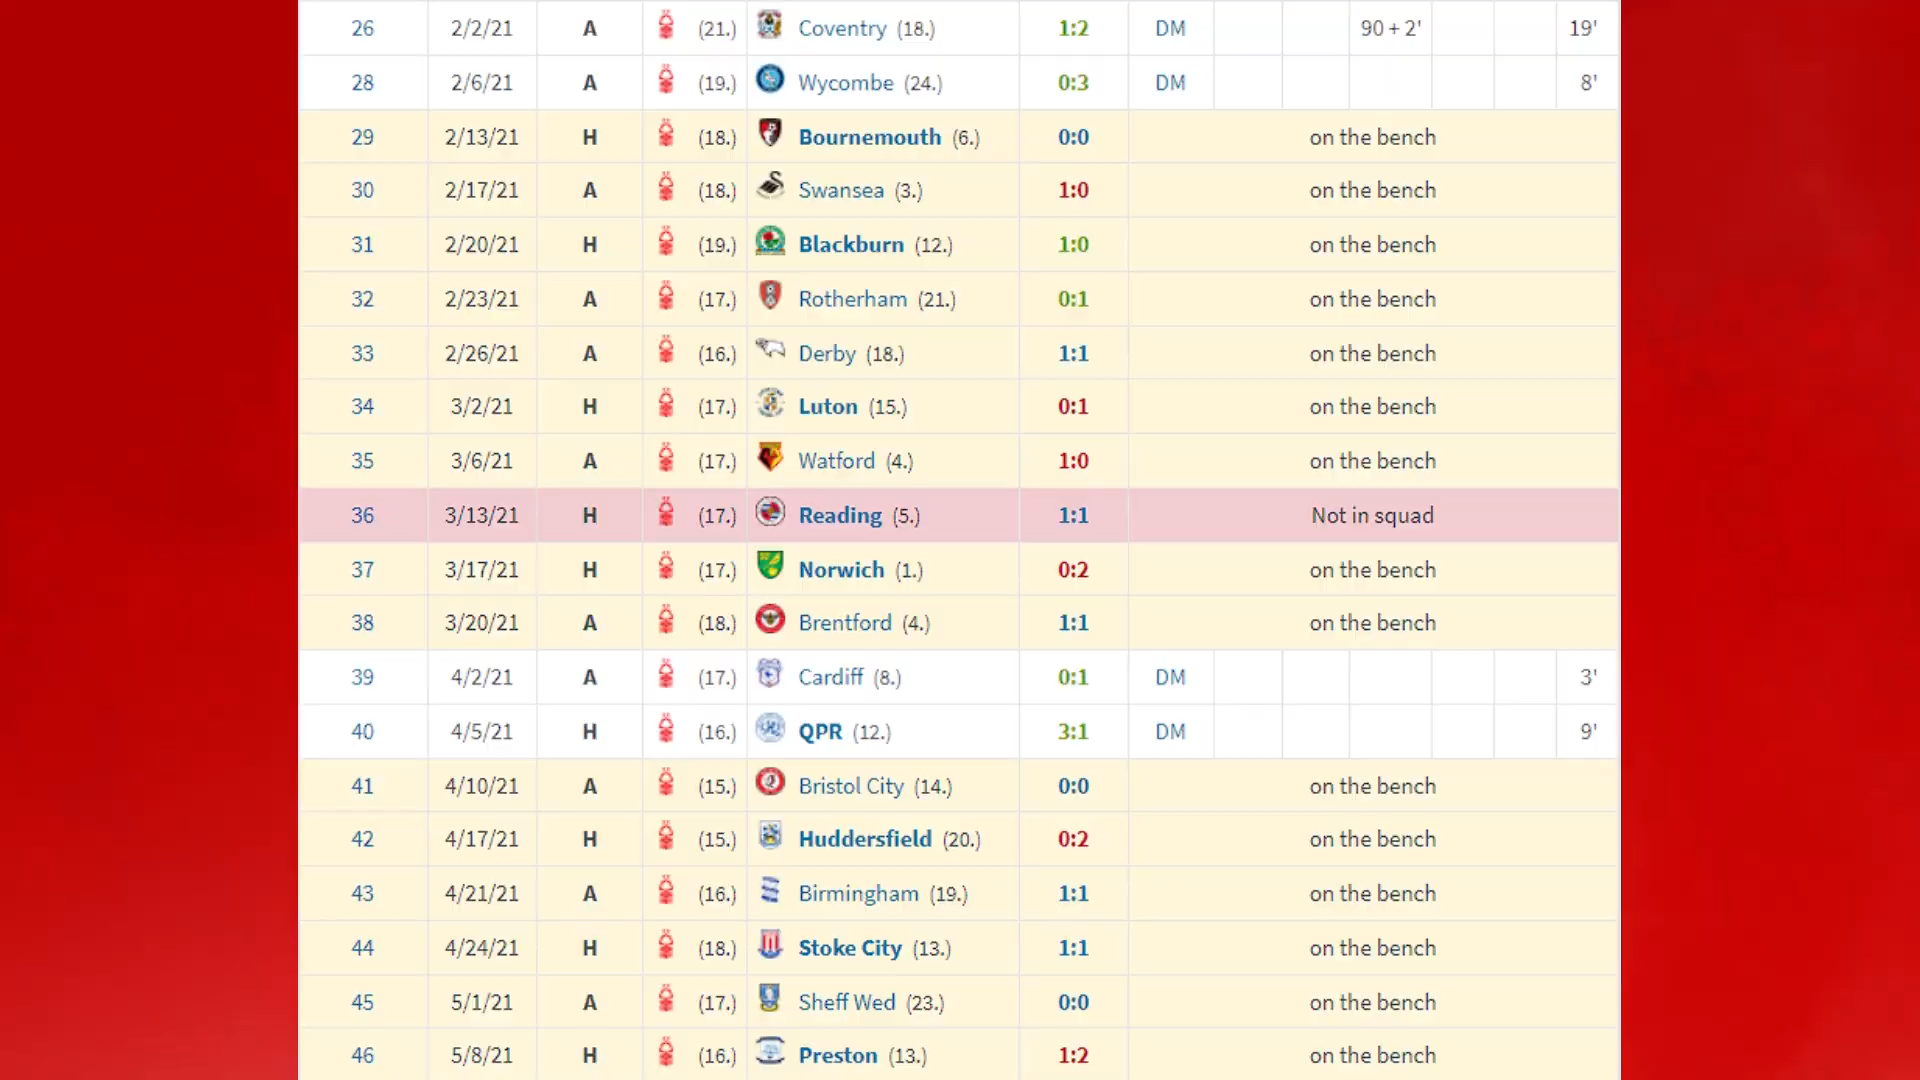 26 2/2/21 A (21.) Coventry (18.) 1:2 DM 90 + 2' 19'
28 2/6/21 A (19.) Wycombe (24.) 0:3 DM 8'
29 2/13/21 H (18.) Bournemouth (6.) 0:0 on the bench
30 2/17/21 A (18.) Swansea (3.) 1:0 on the bench
31 2/20/21 H (19.) Blackburn (12.) 1:0 on the bench
32 2/23/21 A (17.) Rotherham (21.) 0:1 on the bench
33 2/26/21 A (16.) Derby (18.) 1:1 on the bench
34 3/2/21 H (17.) Luton (15.) 0:1 on the bench
35 3/6/21 A (17.) Watford (4.) 1:0 on the bench
36 3/13/21 H (17.) Reading (5.) 1:1 Not in squad
37 3/17/21 H (17.) Norwich (1.) 0:2 on the bench
38 3/20/21 A (18.) Brentford (4.) 1:1 on the bench
39 4/2/21 A (17.) Cardiff (8.) 0:1 DM 3'
40 4/5/21 H (16.) QPR (12.) 3:1 DM 9'
41 4/10/21 A (15.) Bristol City (14.) 0:0 on the bench
42 4/17/21 H (15.) Huddersfield (20.) 0:2 on the bench
43 4/21/21 A (16.) Birmingham (19.) 1:1 on the bench
44 4/24/21 H (18.) Stoke City (13.) 1:1 on the bench
45 5/1/21 A (17.) Sheff Wed (23.) 0:0 on the bench
46 5/8/21 H (16.) Preston (13.) 1:2 on the bench